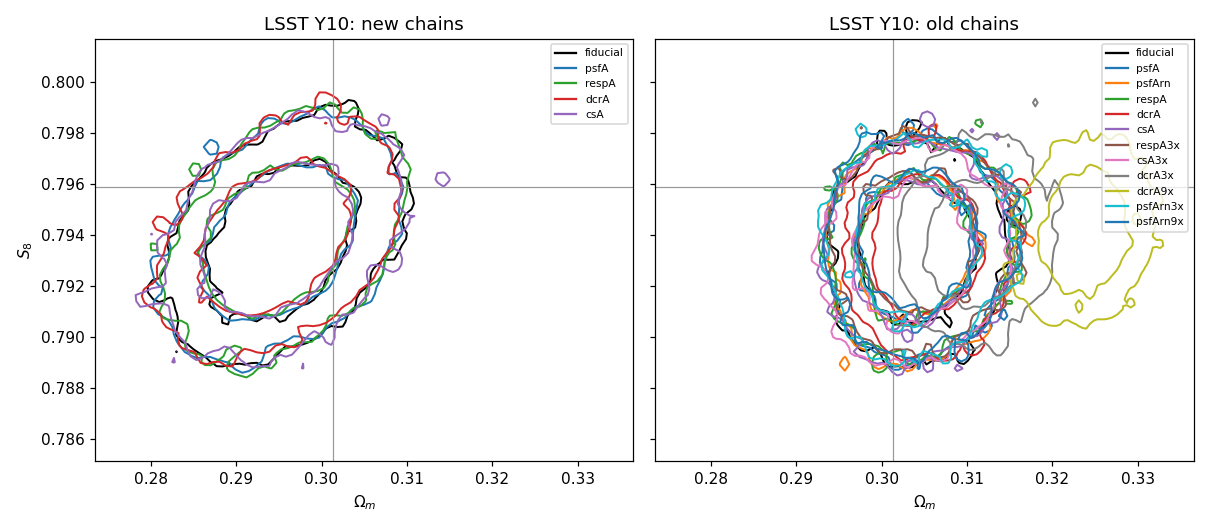 LSST Y10: new chains
LSST Y10: old chains
fiducial
psfA
respA
dcrA
csA
fiducial
psfA
psfArn
respA
dcrA
csA
respA3x
csA3x
dcrA3x
dcrA9x
psfArn3x
psfArn9x
S₈
0.800
0.798
0.796
0.794
0.792
0.790
0.788
0.786
0.28 0.29 0.30 0.31 0.32 0.33
0.28 0.29 0.30 0.31 0.32 0.33
Ωₘ
Ωₘ